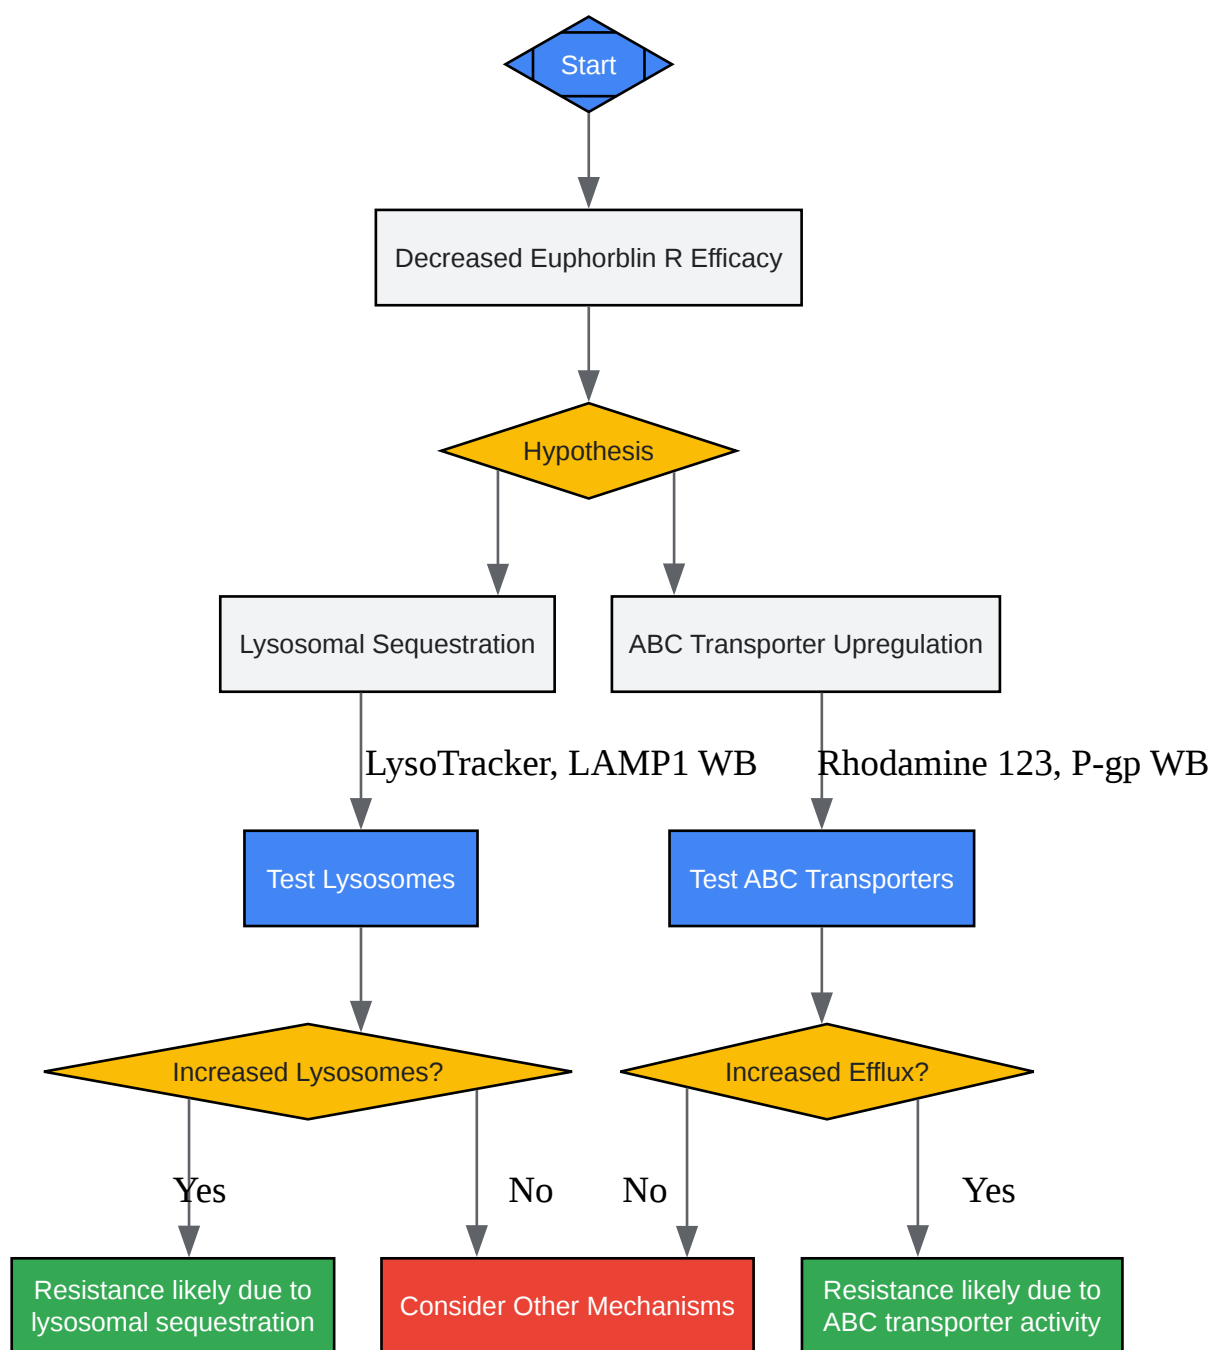 Start
Decreased Euphorblin R Efficacy
Hypothesis
Lysosomal Sequestration
ABC Transporter Upregulation
LysoTracker, LAMP1 WB
Rhodamine 123, P-gp WB
Test Lysosomes
Test ABC Transporters
Increased Lysosomes?
Increased Efflux?
Yes
No
No
Yes
Resistance likely due to
lysosomal sequestration
Consider Other Mechanisms
Resistance likely due to
ABC transporter activity